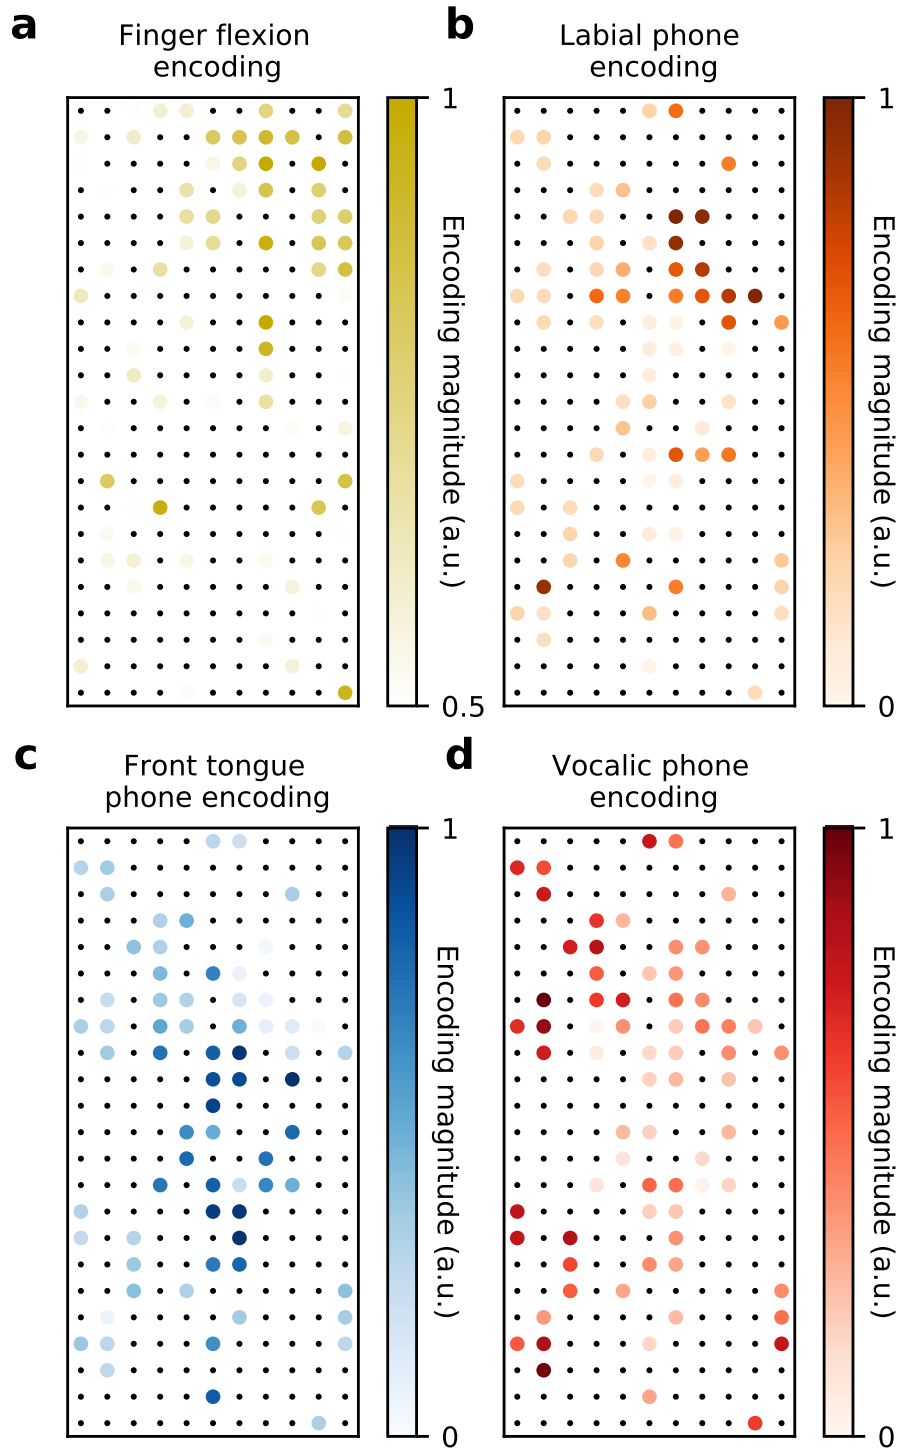 a
Finger flexion
encoding
1
Encoding magnitude (a.u.)
0.5
b
Labial phone
encoding
1
Encoding magnitude (a.u.)
0
c
Front tongue
phone encoding
1
Encoding magnitude (a.u.)
0
d
Vocalic phone
encoding
1
Encoding magnitude (a.u.)
0